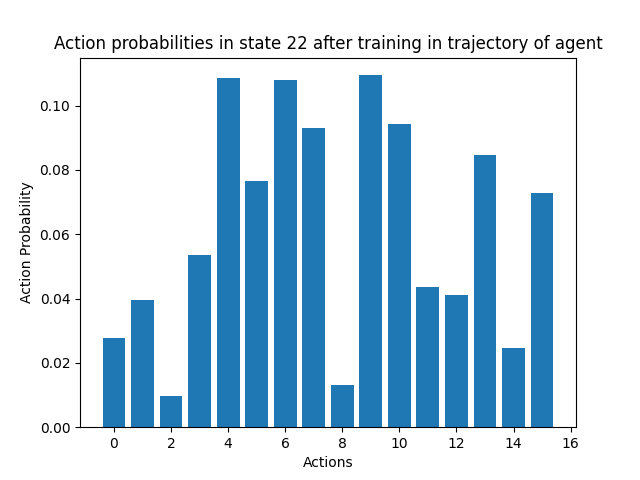 Action probabilities in state 22 after training in trajectory of agent
Action Probability
0.10
0.08
0.06
0.04
0.02
0.00
0 2 4 6 8 10 12 14 16
Actions